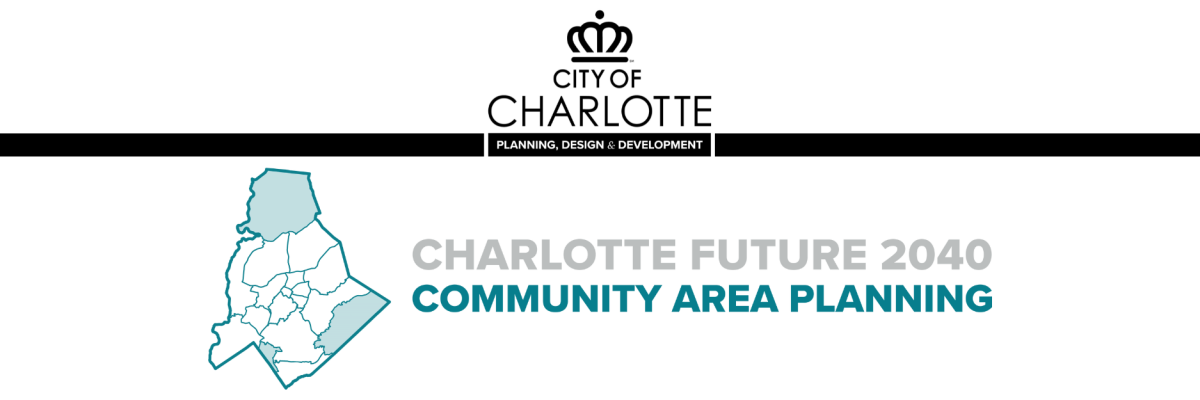 CITY OF
CHARLOTTE
PLANNING, DESIGN & DEVELOPMENT
CHARLOTTE FUTURE 2040
COMMUNITY AREA PLANNING